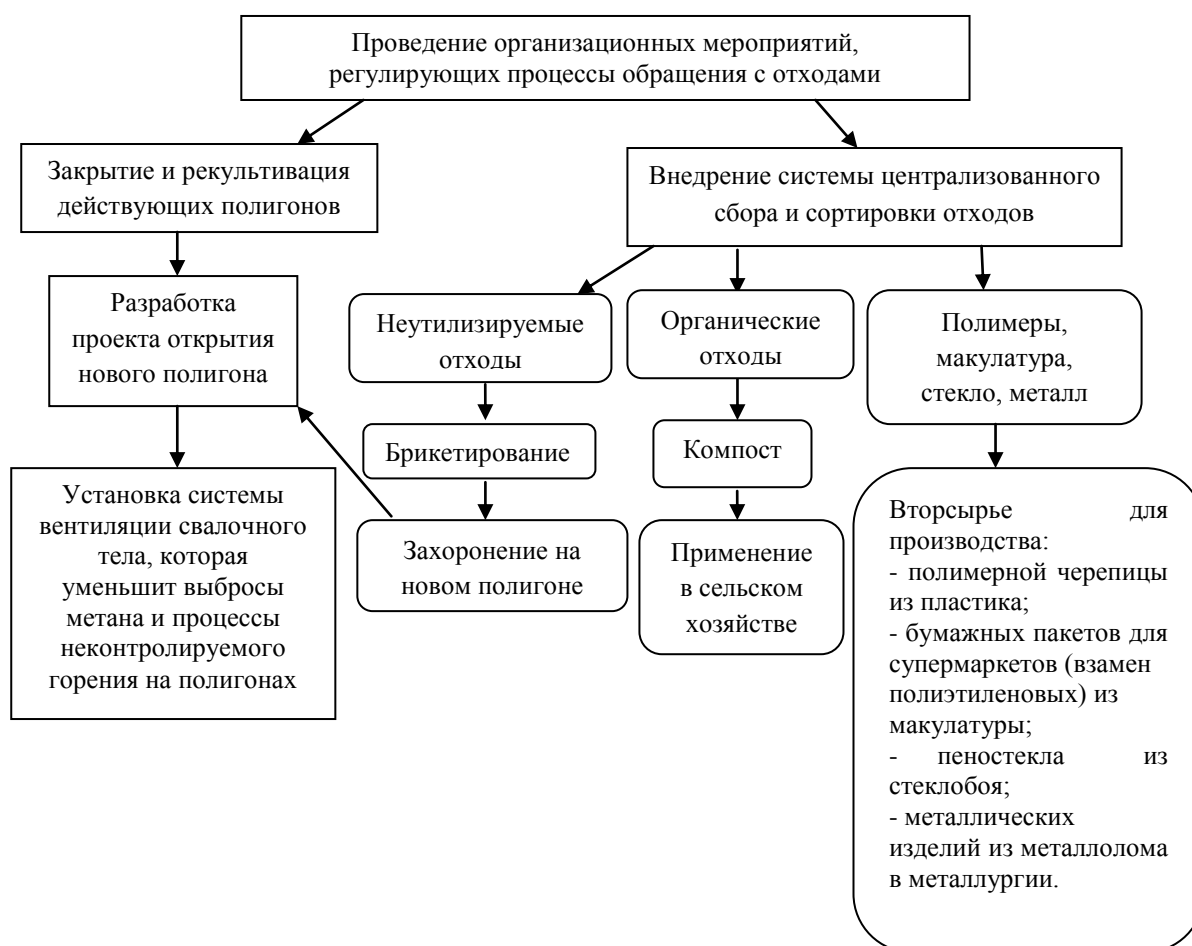 Проведение организационных мероприятий,
регулирующих процессы обращения с отходами
Закрытие и рекультивация
действующих полигонов
Внедрение системы централизованного
сбора и сортировки отходов
Разработка
проекта открытия
нового полигона
Неутилизируемые
отходы
Органические
отходы
Полимеры,
макулатура,
стекло, металл
Брикетирование
Компост
Установка системы
вентиляции свалочного
тела, которая
уменьшит выбросы
метана и процессы
неконтролируемого
горения на полигонах
Захоронение на
новом полигоне
Применение
в сельском
хозяйстве
Вторсырье для
производства:
- полимерной черепицы
из пластика;
- бумажных пакетов для
супермаркетов (взамен
полиэтиленовых) из
макулатуры;
- пеностекла из
стеклобоя;
- металлических
изделий из металлолома
в металлургии.